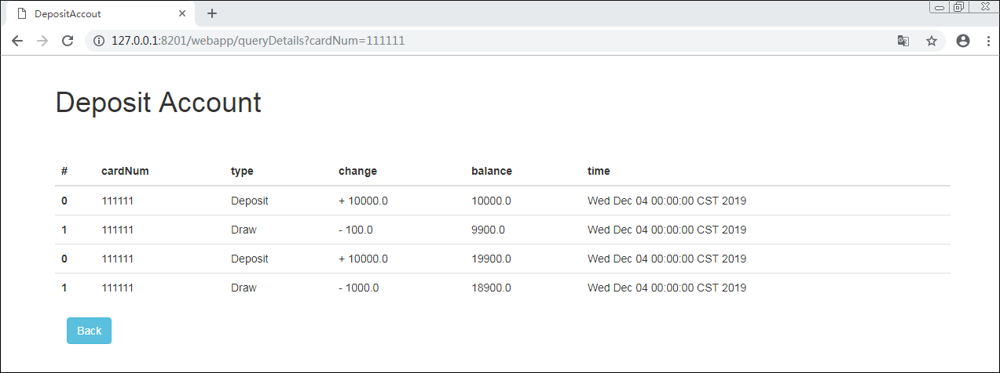 DepositAccout
127.0.0.1:8201/webapp/queryDetails?cardNum=111111
Deposit Account
# cardNum type change balance time
0 111111 Deposit + 10000.0 10000.0 Wed Dec 04 00:00:00 CST 2019
1 111111 Draw - 100.0 9900.0 Wed Dec 04 00:00:00 CST 2019
0 111111 Deposit + 10000.0 19900.0 Wed Dec 04 00:00:00 CST 2019
1 111111 Draw - 1000.0 18900.0 Wed Dec 04 00:00:00 CST 2019
Back